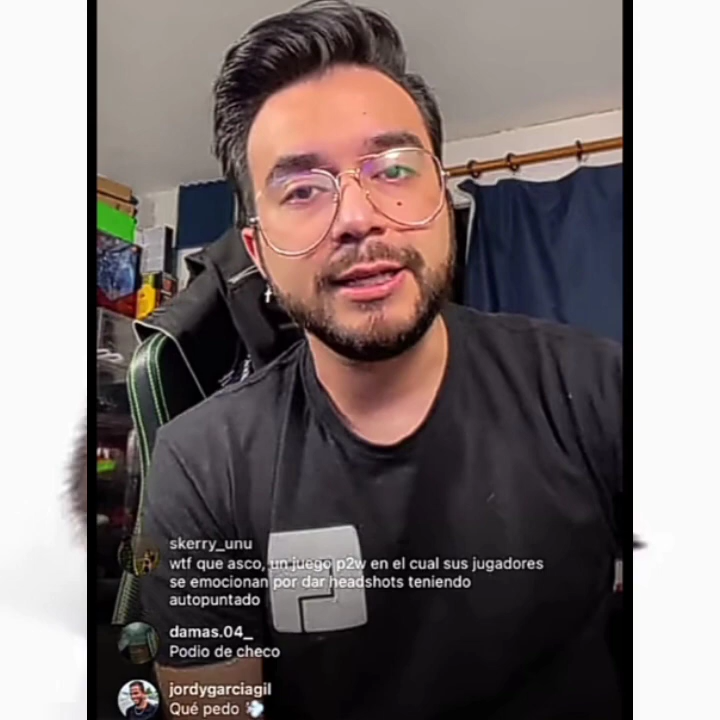 skerry_unu
wtf que asco, un juego p2w en el cual sus jugadores
se emocionan por dar headshots teniendo
autopuntado
damas.04_
Podio de checo
jordygarciagil
Qué pedo 💨